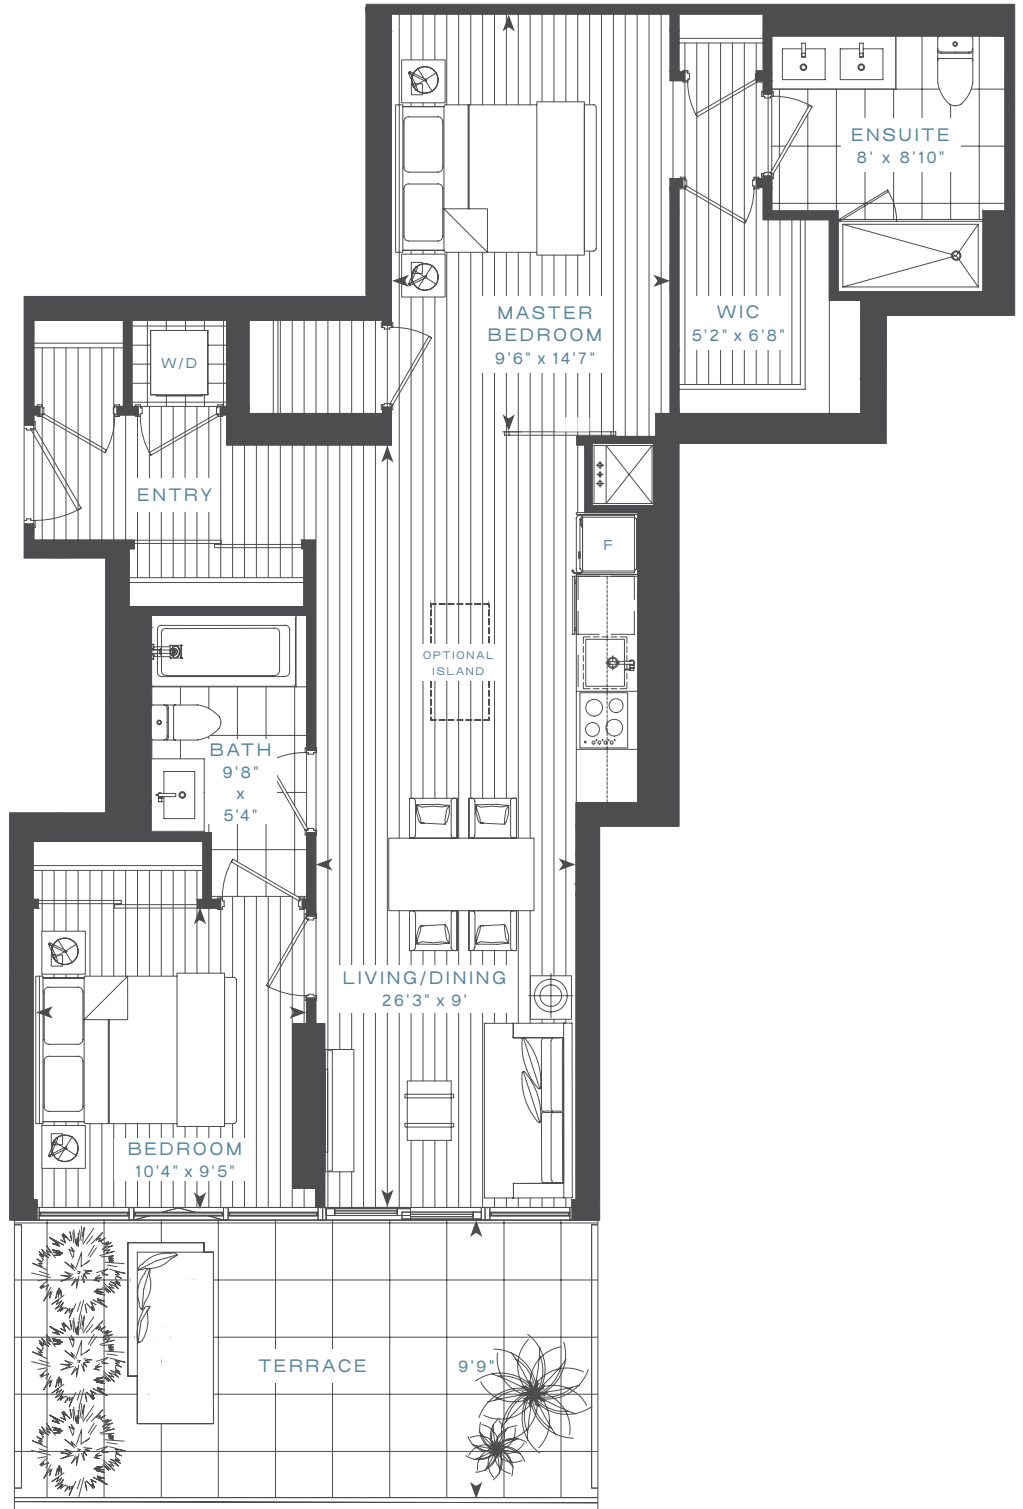 ENSUITE
8' x 8'10"
MASTER
BEDROOM
9'6" x 14'7"
WIC
5'2" x 6'8"
W/D
ENTRY
F
OPTIONAL
ISLAND
BATH
9'8"
x
5'4"
LIVING/DINING
26'3" x 9'
BEDROOM
10'4" x 9'5"
TERRACE
9'9"